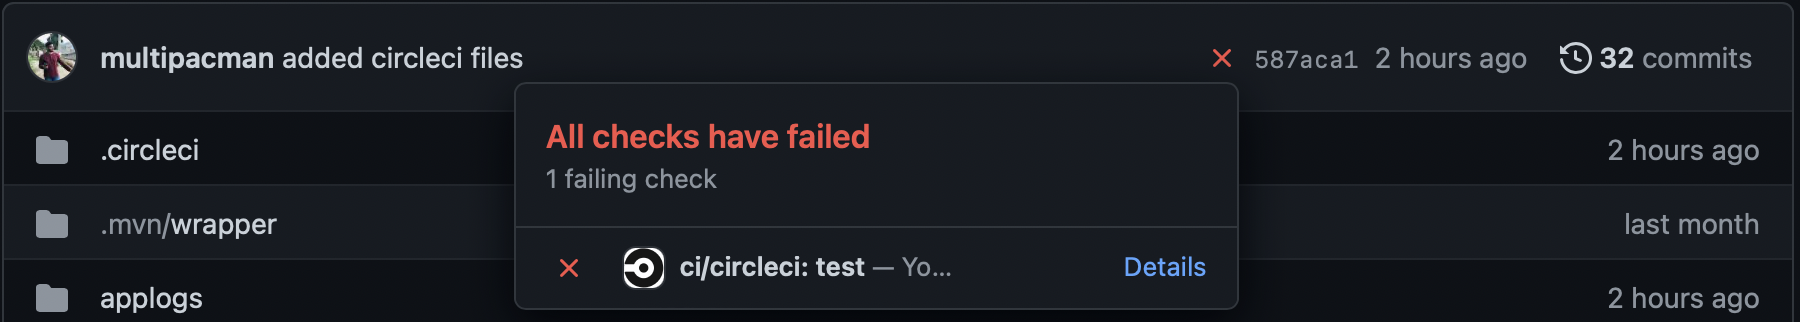 multipacman added circleci files
587aca1 2 hours ago 32 commits
All checks have failed
1 failing check
.circleci
2 hours ago
.mvn/wrapper
last month
ci/circleci: test — Yo...
Details
applogs
2 hours ago